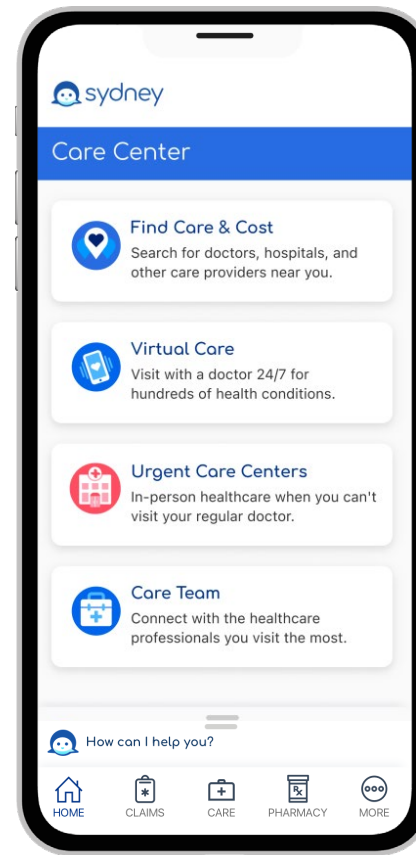 sydney
Care Center
Find Care & Cost
Search for doctors, hospitals, and
other care providers near you.
Virtual Care
Visit with a doctor 24/7 for
hundreds of health conditions.
Urgent Care Centers
In-person healthcare when you can't
visit your regular doctor.
Care Team
Connect with the healthcare
professionals you visit the most.
How can I help you?
Rx
HOME CLAIMS CARE PHARMACY MORE